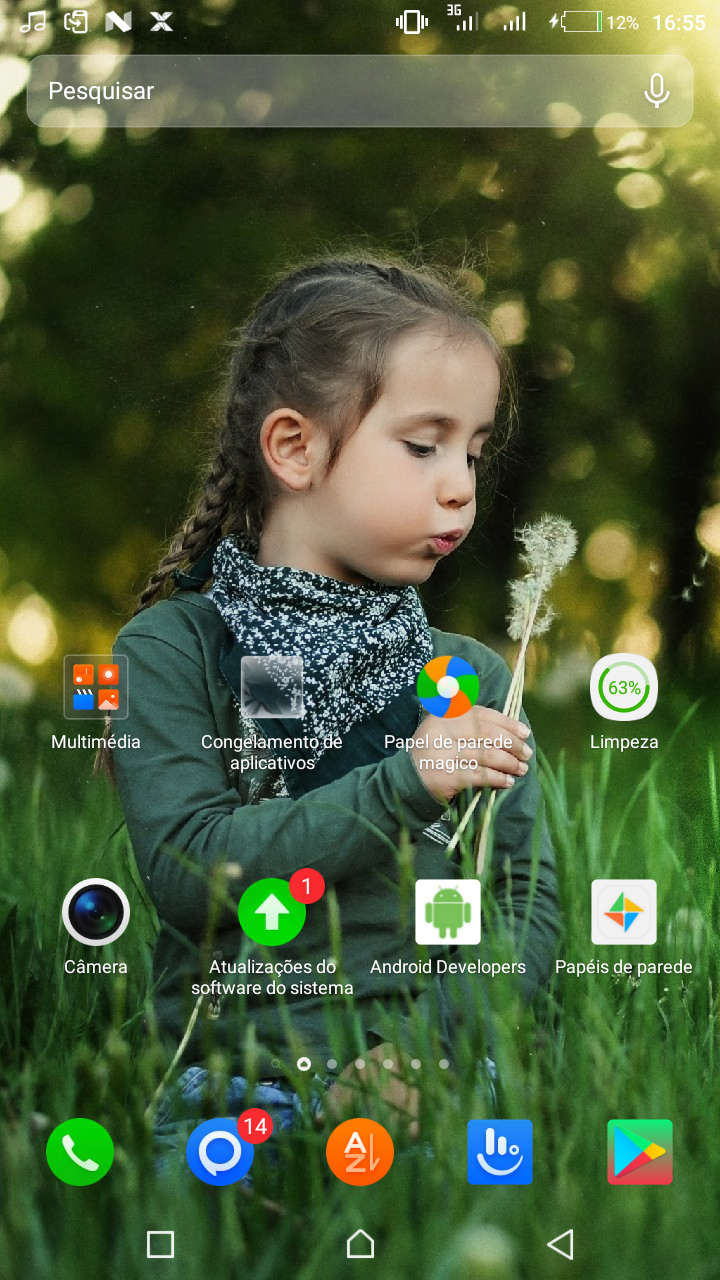 3G
12% 16:55
Pesquisar
63%
Multimédia
Congelamento de
aplicativos
Papel de parede
magico
Limpeza
1
Câmera
Atualizações do
software do sistema
Android Developers
Papéis de parede
14
A
Z